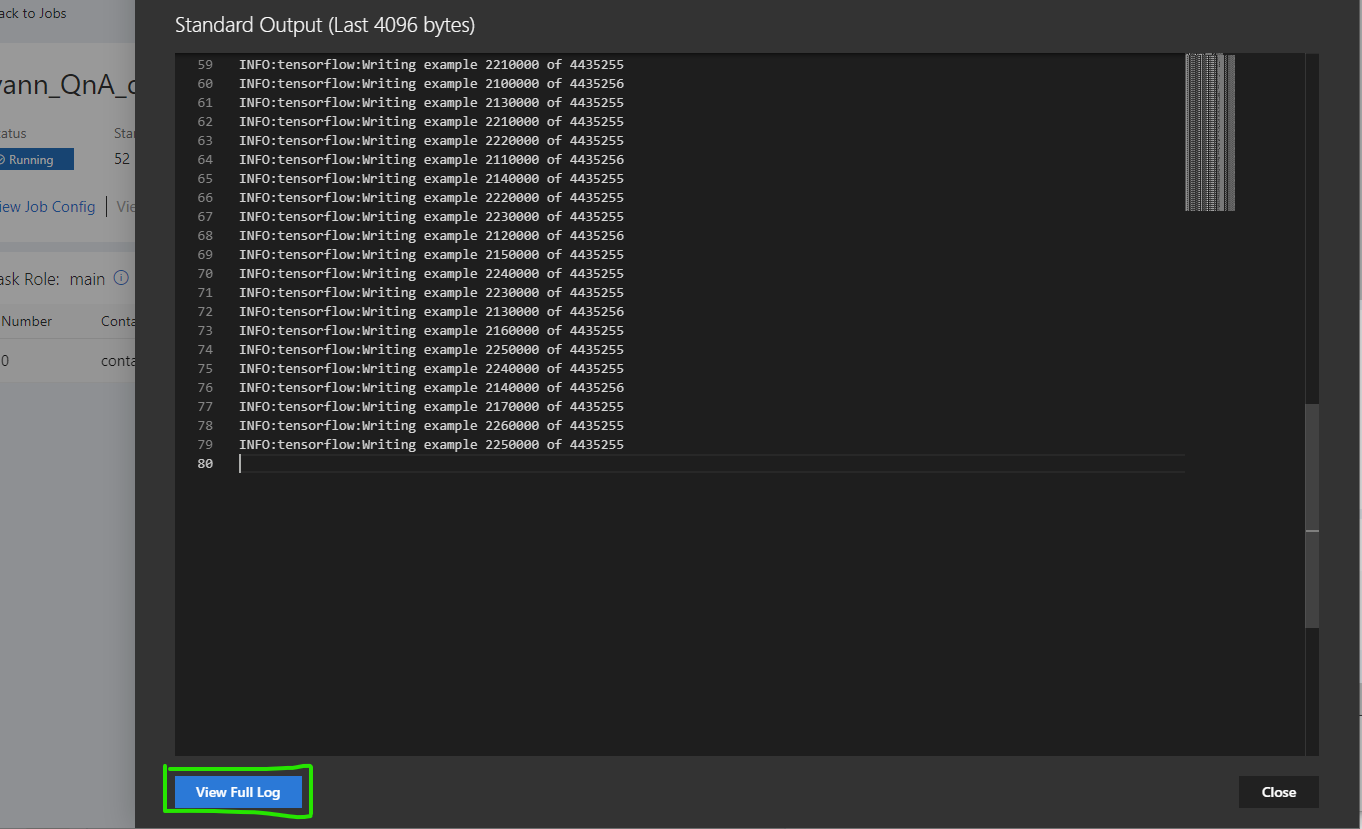 ack to Jobs
Standard Output (Last 4096 bytes)
yann_QnA_c
atus
Star
Running
52
iew Job Config
Vie
ask Role: main
Number
Conta
0
conta
59 INFO:tensorflow:Writing example 2210000 of 4435255
60 INFO:tensorflow:Writing example 2100000 of 4435256
61 INFO:tensorflow:Writing example 2130000 of 4435255
62 INFO:tensorflow:Writing example 2210000 of 4435255
63 INFO:tensorflow:Writing example 2220000 of 4435255
64 INFO:tensorflow:Writing example 2110000 of 4435256
65 INFO:tensorflow:Writing example 2140000 of 4435255
66 INFO:tensorflow:Writing example 2220000 of 4435255
67 INFO:tensorflow:Writing example 2230000 of 4435255
68 INFO:tensorflow:Writing example 2120000 of 4435256
69 INFO:tensorflow:Writing example 2150000 of 4435255
70 INFO:tensorflow:Writing example 2240000 of 4435255
71 INFO:tensorflow:Writing example 2230000 of 4435255
72 INFO:tensorflow:Writing example 2130000 of 4435256
73 INFO:tensorflow:Writing example 2160000 of 4435255
74 INFO:tensorflow:Writing example 2250000 of 4435255
75 INFO:tensorflow:Writing example 2240000 of 4435255
76 INFO:tensorflow:Writing example 2140000 of 4435256
77 INFO:tensorflow:Writing example 2170000 of 4435255
78 INFO:tensorflow:Writing example 2260000 of 4435255
79 INFO:tensorflow:Writing example 2250000 of 4435255
80
View Full Log
Close